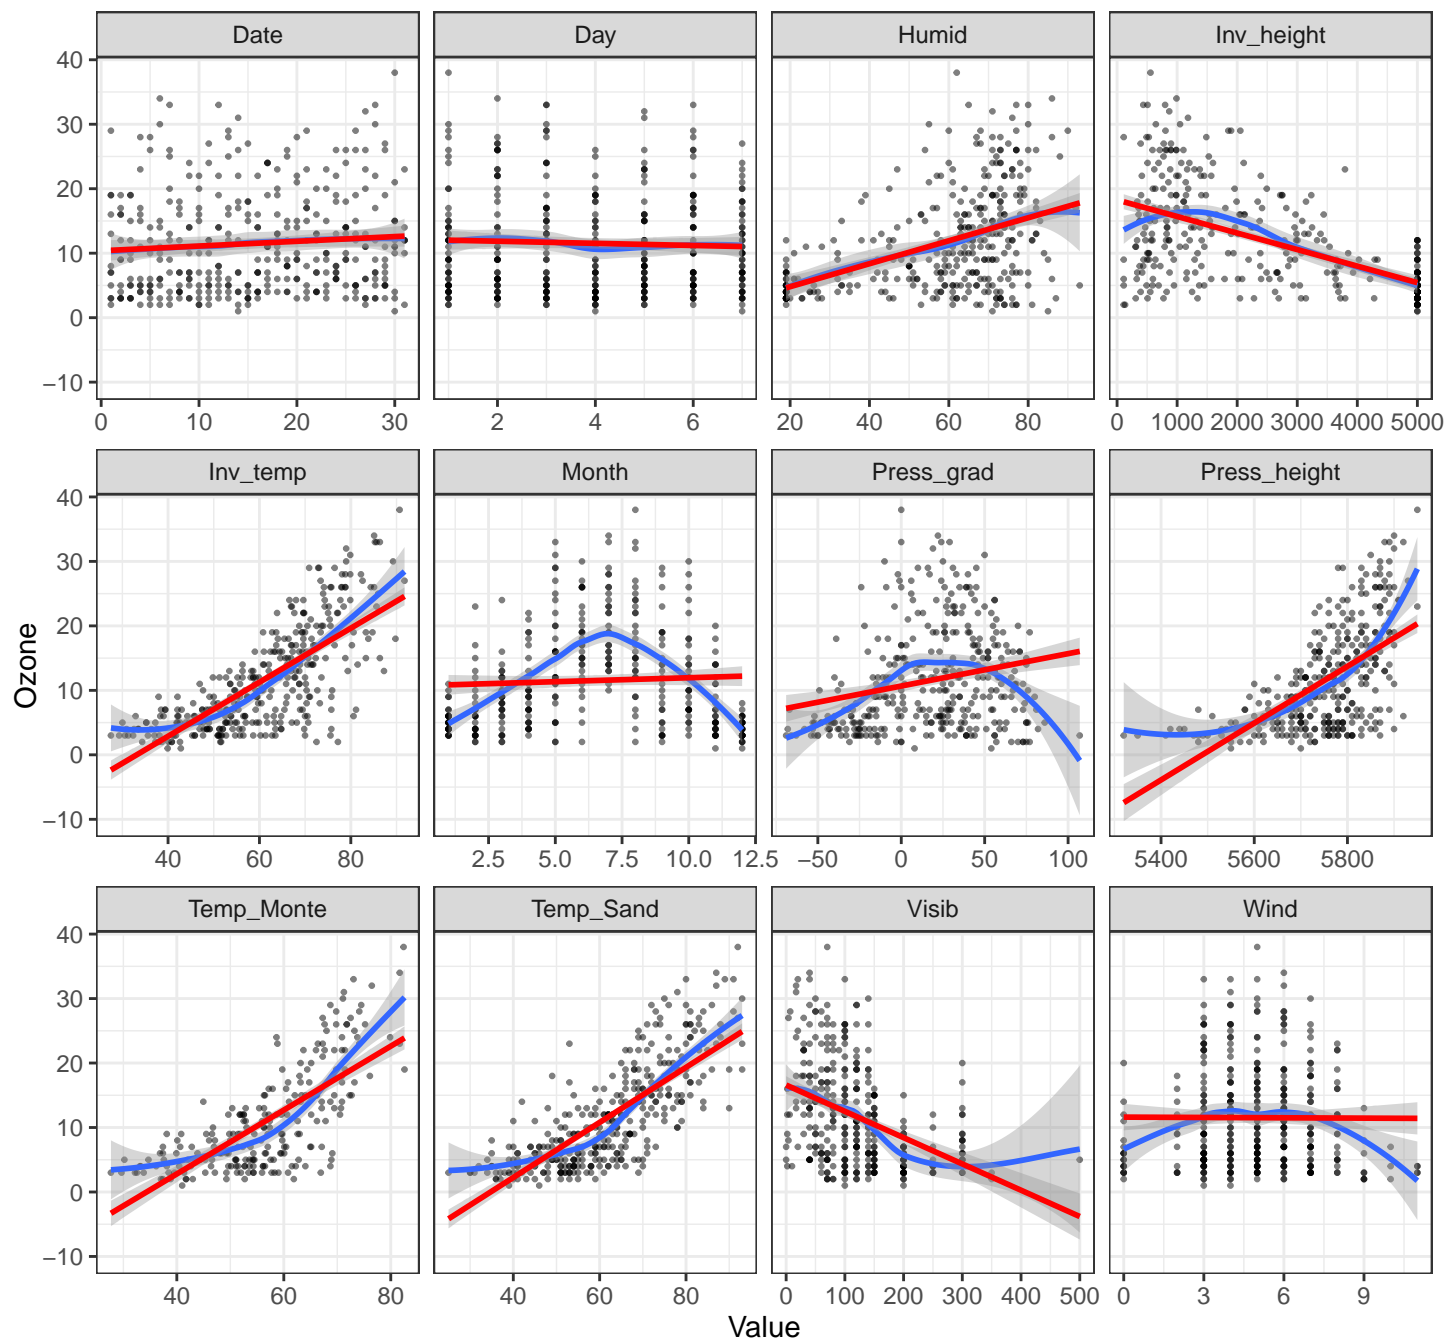 Date Day Humid Inv_height
40
30
20
10
0
−10
0 10 20 30 2 4 6 20 40 60 80 0 1000 2000 3000 4000 5000
Inv_temp Month Press_grad Press_height
40
30
20
10
0
−10
40 60 80 2.5 5.0 7.5 10.0 12.5 −50 0 50 100 5400 5600 5800
Temp_Monte Temp_Sand Visib Wind
40
30
20
10
0
−10
40 60 80 40 60 80 0 100 200 300 400 500 0 3 6 9
Ozone
Value